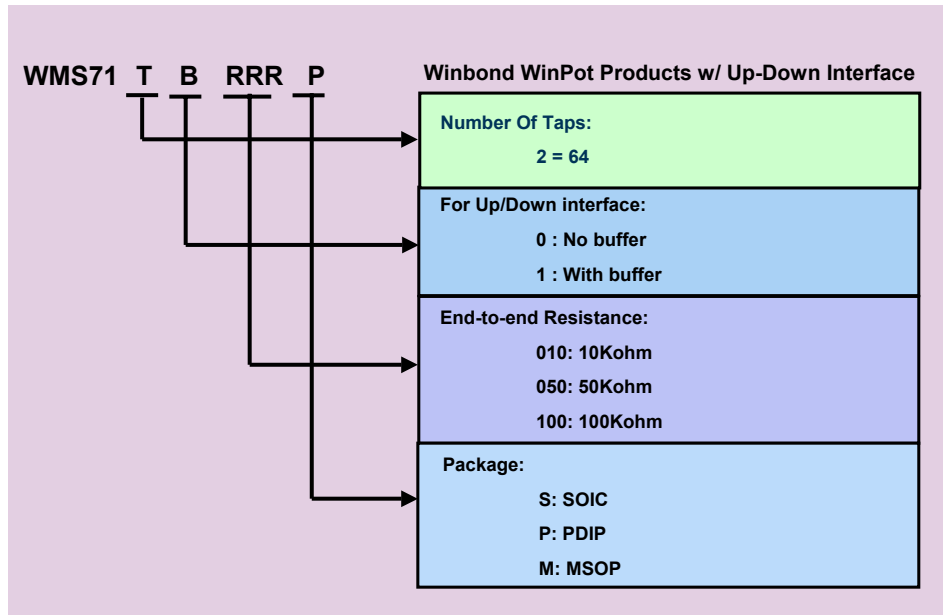 WMS71 T B RRR P
Winbond WinPot Products w/ Up-Down Interface
Number Of Taps:
2 = 64
For Up/Down interface:
0 : No buffer
1 : With buffer
End-to-end Resistance:
010: 10Kohm
050: 50Kohm
100: 100Kohm
Package:
S: SOIC
P: PDIP
M: MSOP